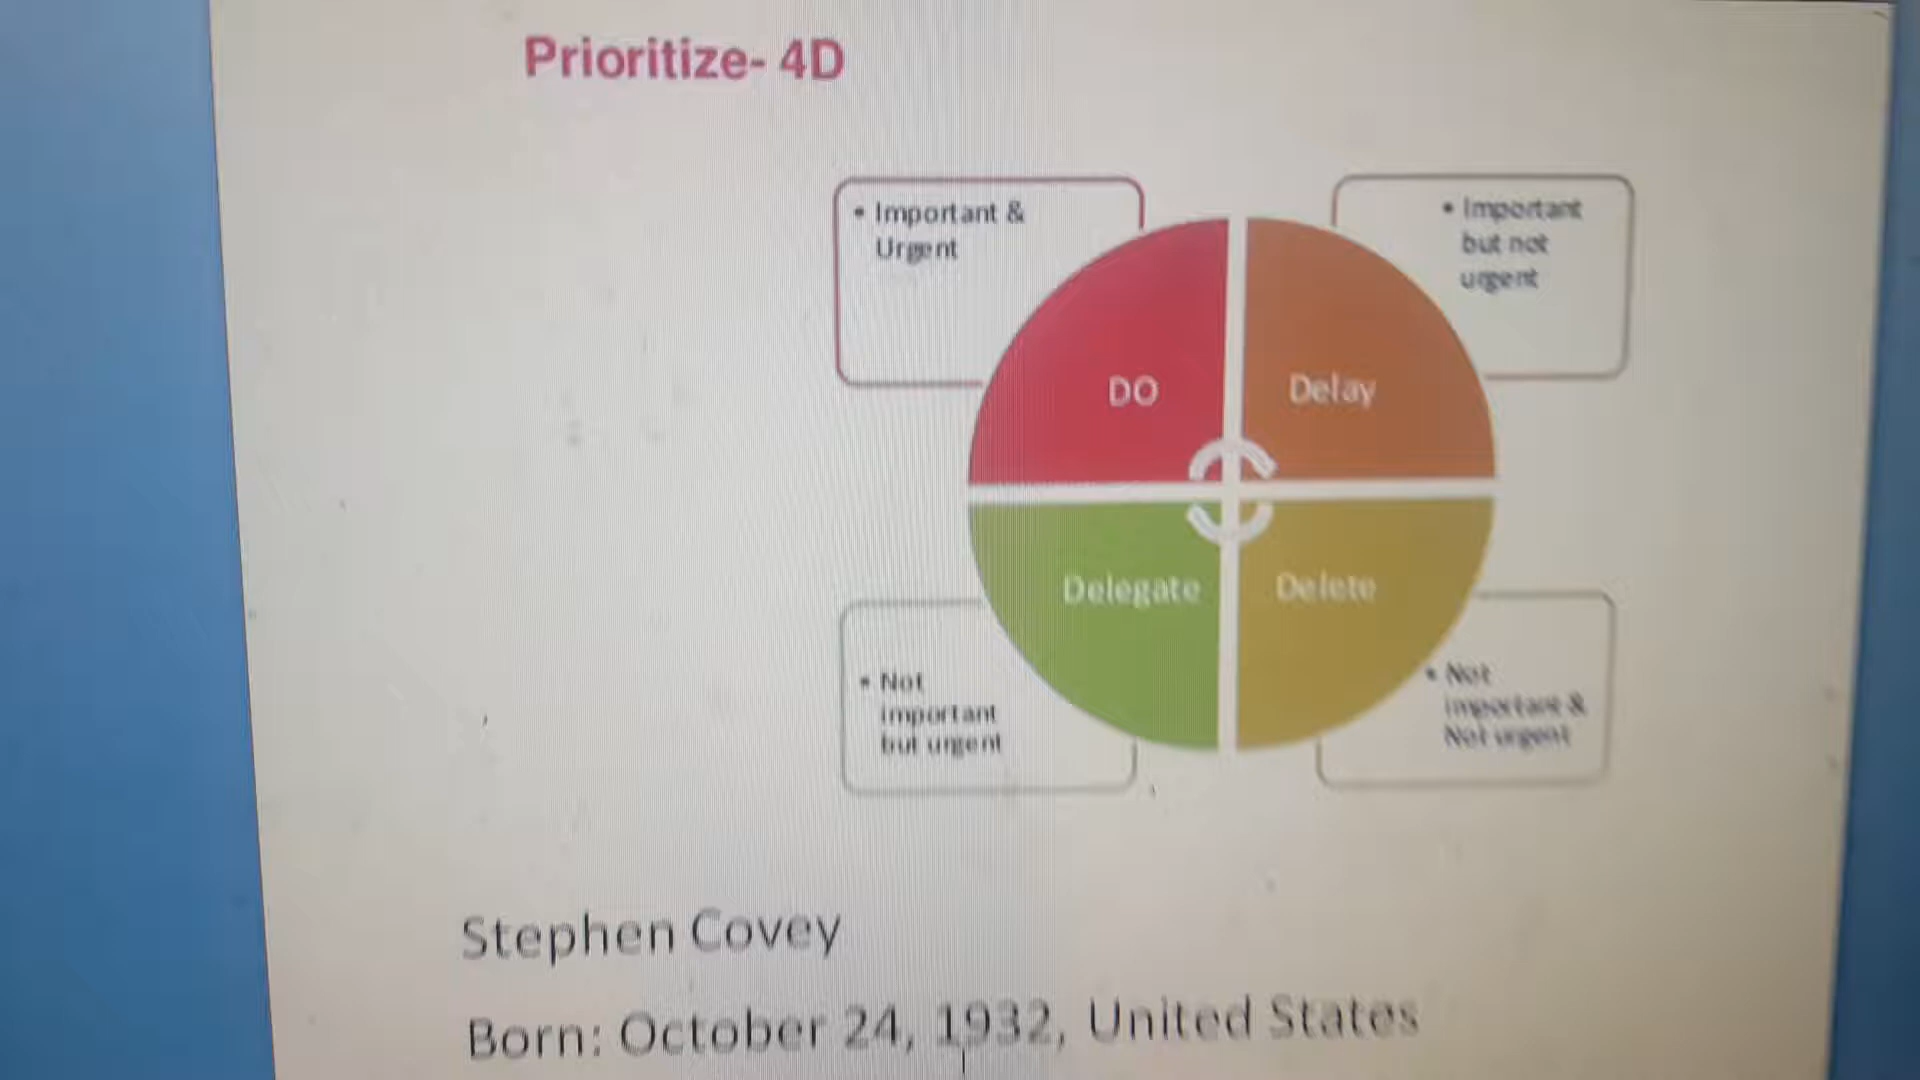 Prioritize- 4D
• Important &
Urgent
• Important
but not
urgent
DO
Delay
Delegate
Delete
• Not
important
but urgent
• Not
important &
Not urgent
Stephen Covey
Born: October 24, 1932, United States